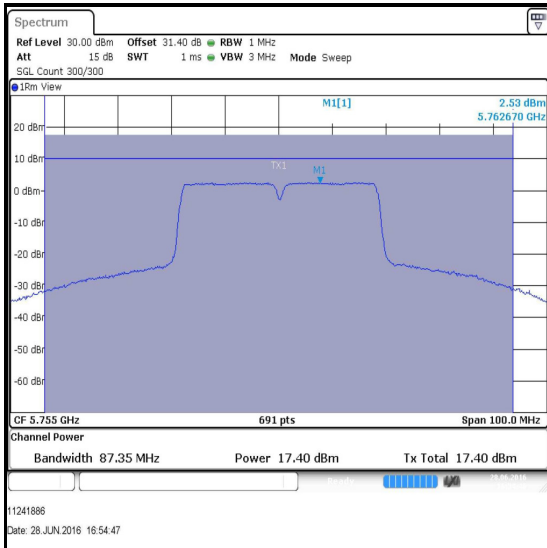 Spectrum
Ref Level 30.00 dBm Offset 31.40 dB RBW 1 MHz
Att 15 dB SWT 1 ms VBW 3 MHz Mode Sweep
SGL Count 300/300
1Rm View
M1[1] 2.53 dBm
5.762670 GHz
20 dBm
10 dBm
TX1
M1
0 dBm
-10 dBm
-20 dBm
-30 dBm
-40 dBm
-50 dBm
-60 dBm
CF 5.755 GHz 691 pts Span 100.0 MHz
Channel Power
Bandwidth 87.35 MHz Power 17.40 dBm Tx Total 17.40 dBm
Ready 28.06.2016
11241886
Date: 28.JUN.2016 16:54:47